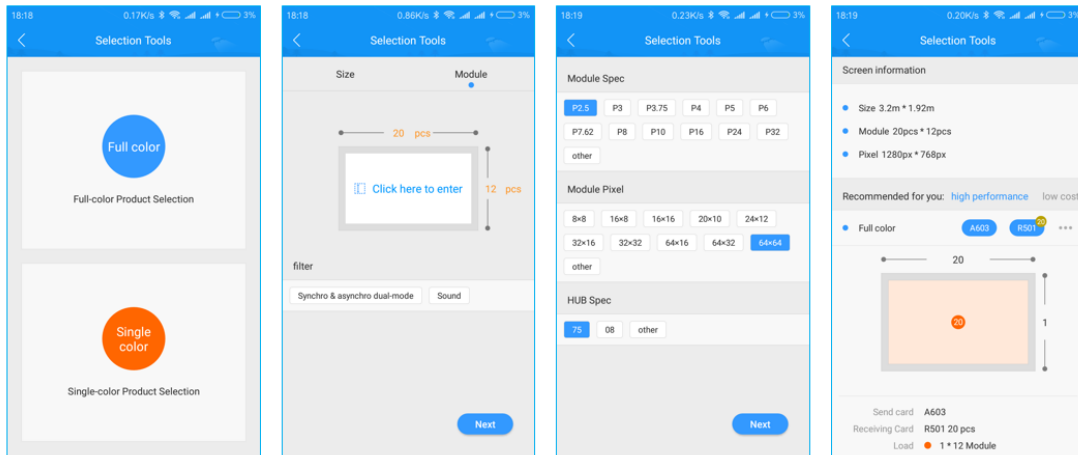 18:18 0.17K/s 3%
Selection Tools
Full color
Full-color Product Selection
Single
color
Single-color Product Selection
18:18 0.86K/s 3%
Selection Tools
Size Module
20 pcs
Click here to enter
12 pcs
filter
Synchro & asynchro dual-mode Sound
Next
18:19 0.23K/s 3%
Selection Tools
Module Spec
P2.5 P3 P3.75 P4 P5 P6
P7.62 P8 P10 P16 P24 P32
other
Module Pixel
8×8 16×8 16×16 20×10 24×12
32×16 32×32 64×16 64×32 64×64
other
HUB Spec
75 08 other
Next
18:19 0.20K/s 3%
Selection Tools
Screen information
Size 3.2m * 1.92m
Module 20pcs * 12pcs
Pixel 1280px * 768px
Recommended for you: high performance low cost
Full color A603 R501 20
20
20
1
Send card A603
Receiving Card R501 20 pcs
Load 1 * 12 Module